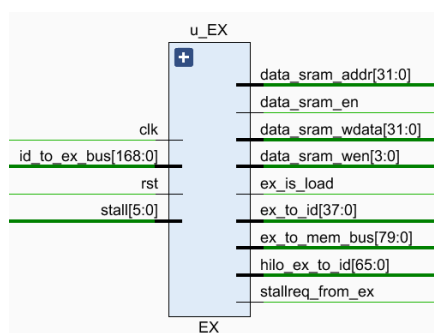 u_EX
clk
id_to_ex_bus[168:0]
rst
stall[5:0]
data_sram_addr[31:0]
data_sram_en
data_sram_wdata[31:0]
data_sram_wen[3:0]
ex_is_load
ex_to_id[37:0]
ex_to_mem_bus[79:0]
hilo_ex_to_id[65:0]
stallreq_from_ex
EX